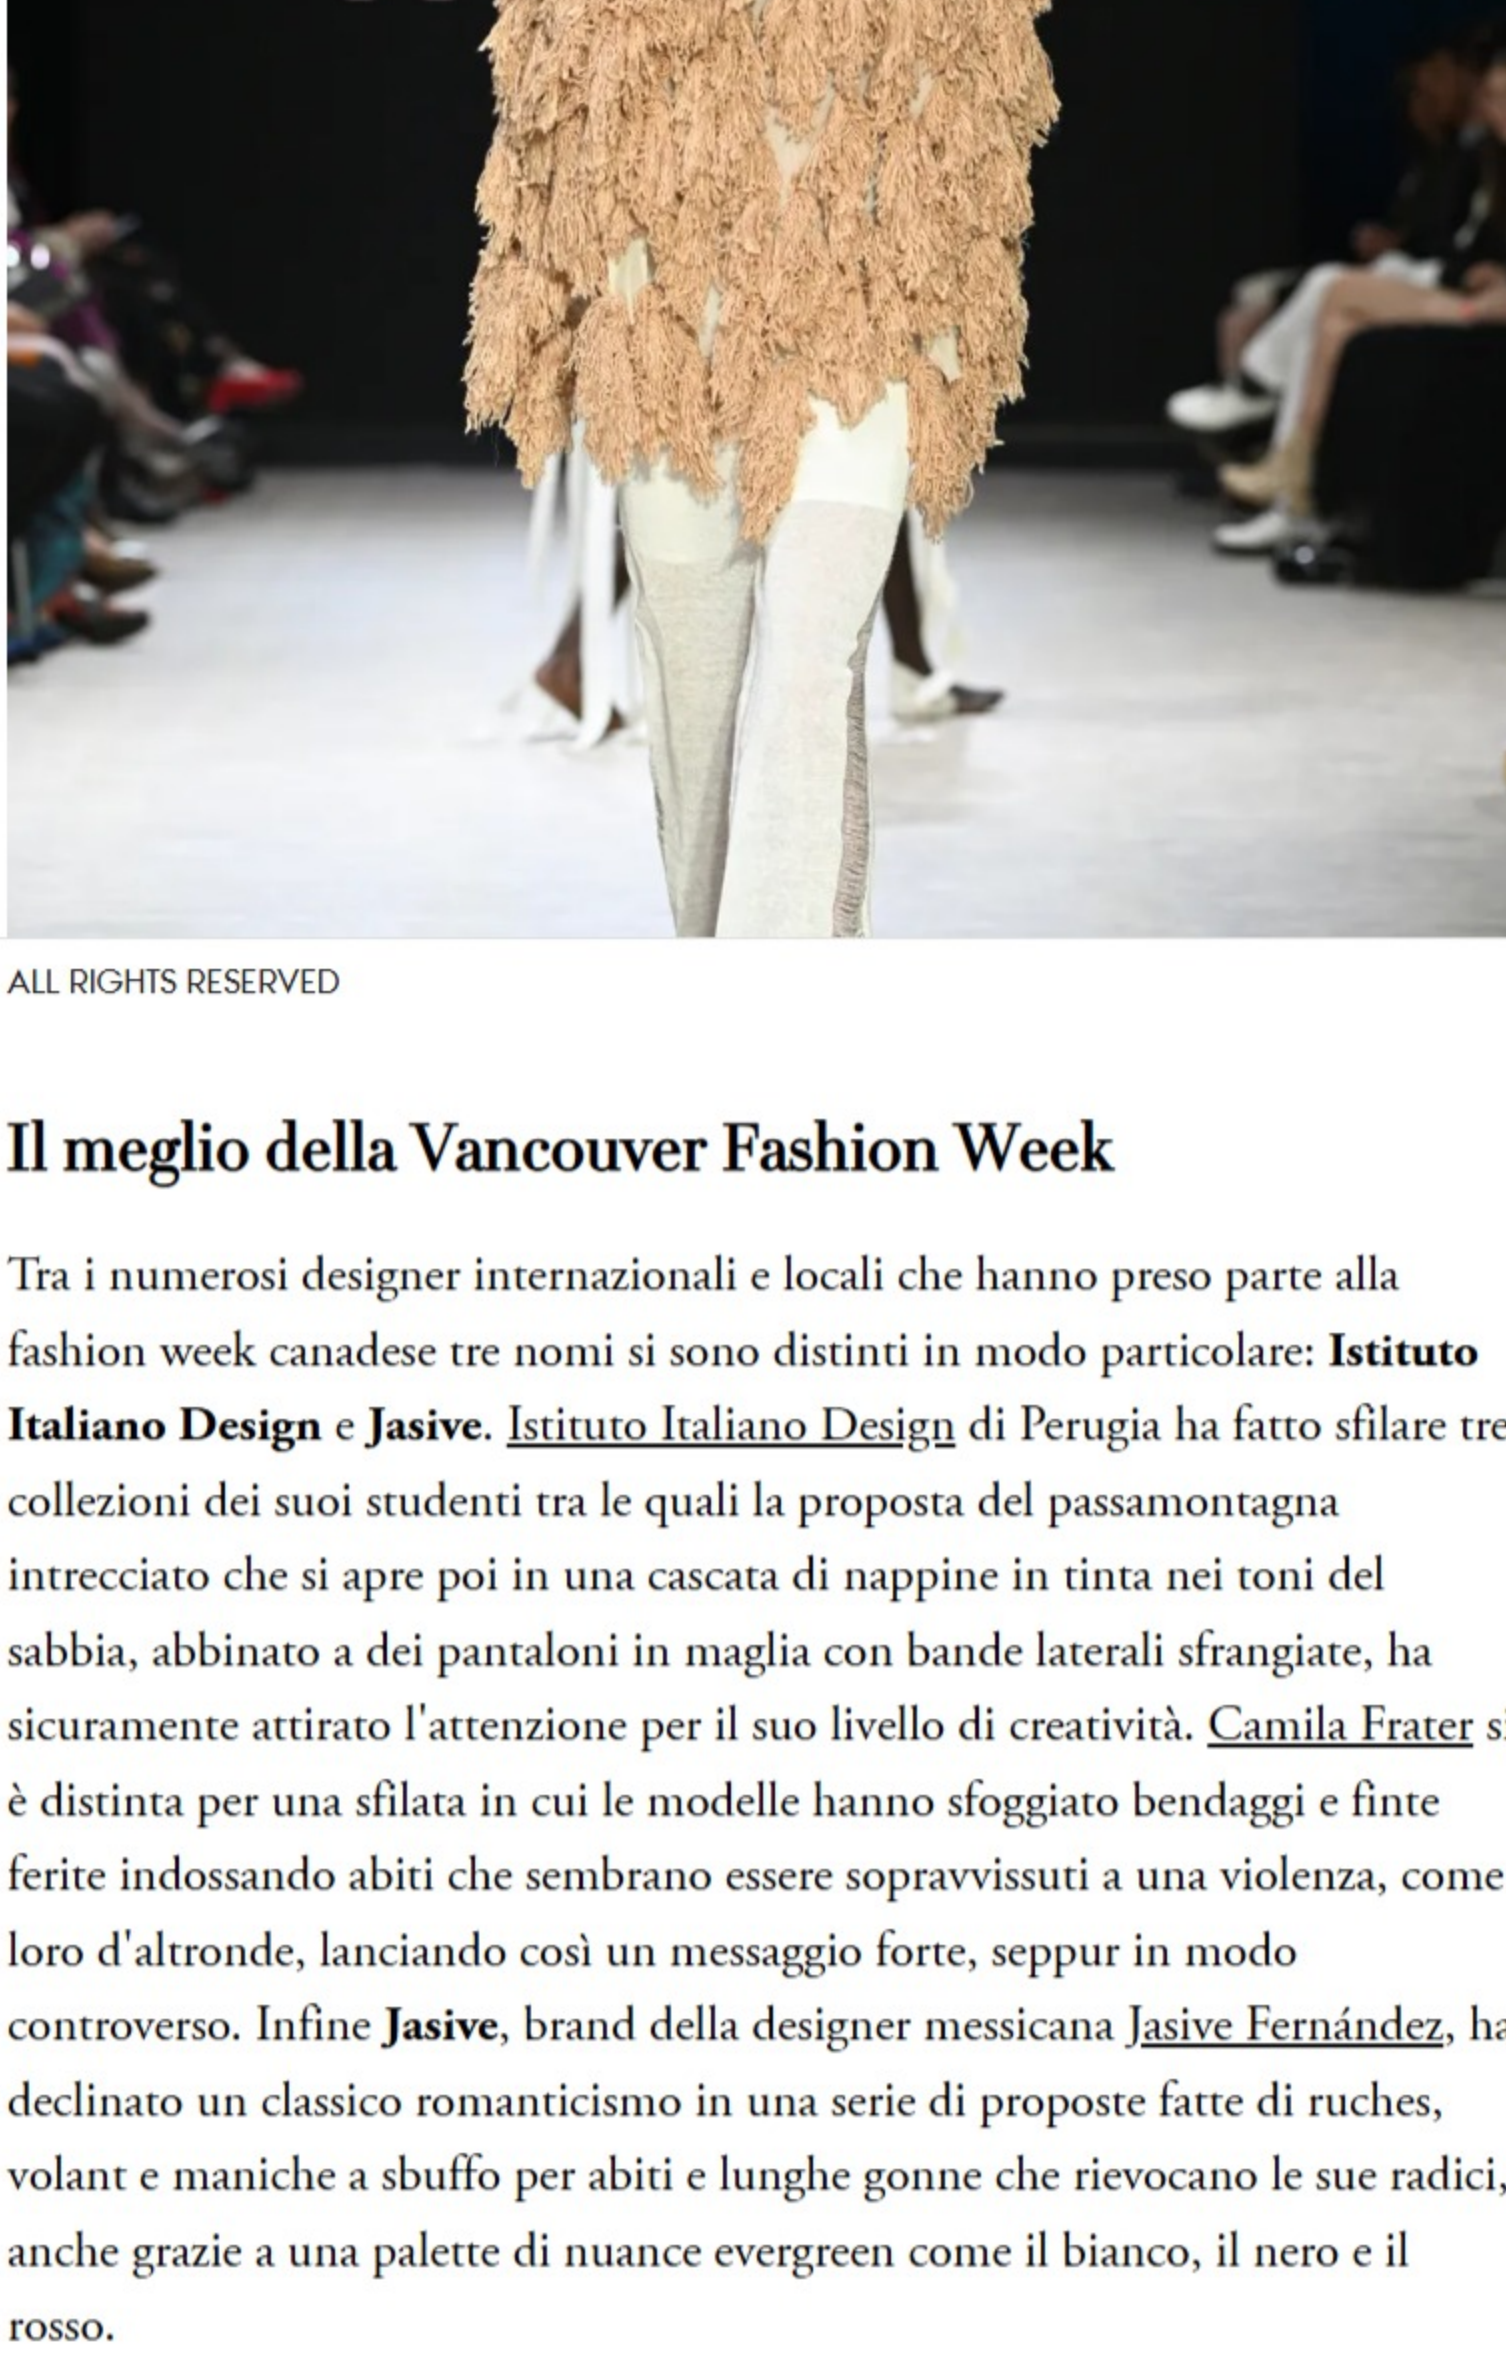 ALL RIGHTS RESERVED
Il meglio della Vancouver Fashion Week
Tra i numerosi designer internazionali e locali che hanno preso parte alla
fashion week canadese tre nomi si sono distinti in modo particolare: Istituto
Italiano Design e Jasive. Istituto Italiano Design di Perugia ha fatto sfilare tre
collezioni dei suoi studenti tra le quali la proposta del passamontagna
intrecciato che si apre poi in una cascata di nappine in tinta nei toni del
sabbia, abbinato a dei pantaloni in maglia con bande laterali sfrangiate, ha
sicuramente attirato l'attenzione per il suo livello di creatività. Camila Frater si
è distinta per una sfilata in cui le modelle hanno sfoggiato bendaggi e finte
ferite indossando abiti che sembrano essere sopravvissuti a una violenza, come
loro d'altronde, lanciando così un messaggio forte, seppur in modo
controverso. Infine Jasive, brand della designer messicana Jasive Fernández, ha
declinato un classico romanticismo in una serie di proposte fatte di ruches,
volant e maniche a sbuffo per abiti e lunghe gonne che rievocano le sue radici,
anche grazie a una palette di nuance evergreen come il bianco, il nero e il
rosso.